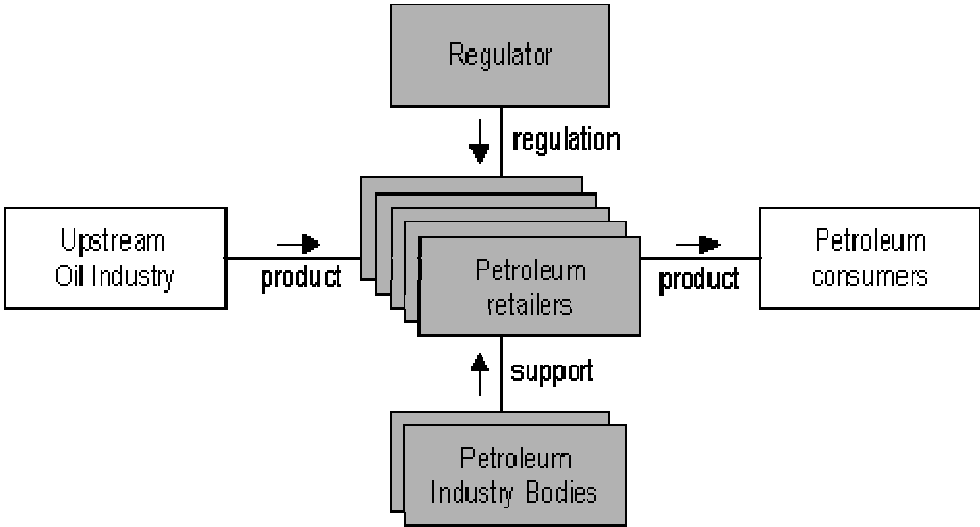 Regulator
regulation
Upstream
Oil Industry
product
Petroleum
retailers
product
Petroleum
consumers
support
Petroleum
Industry Bodies